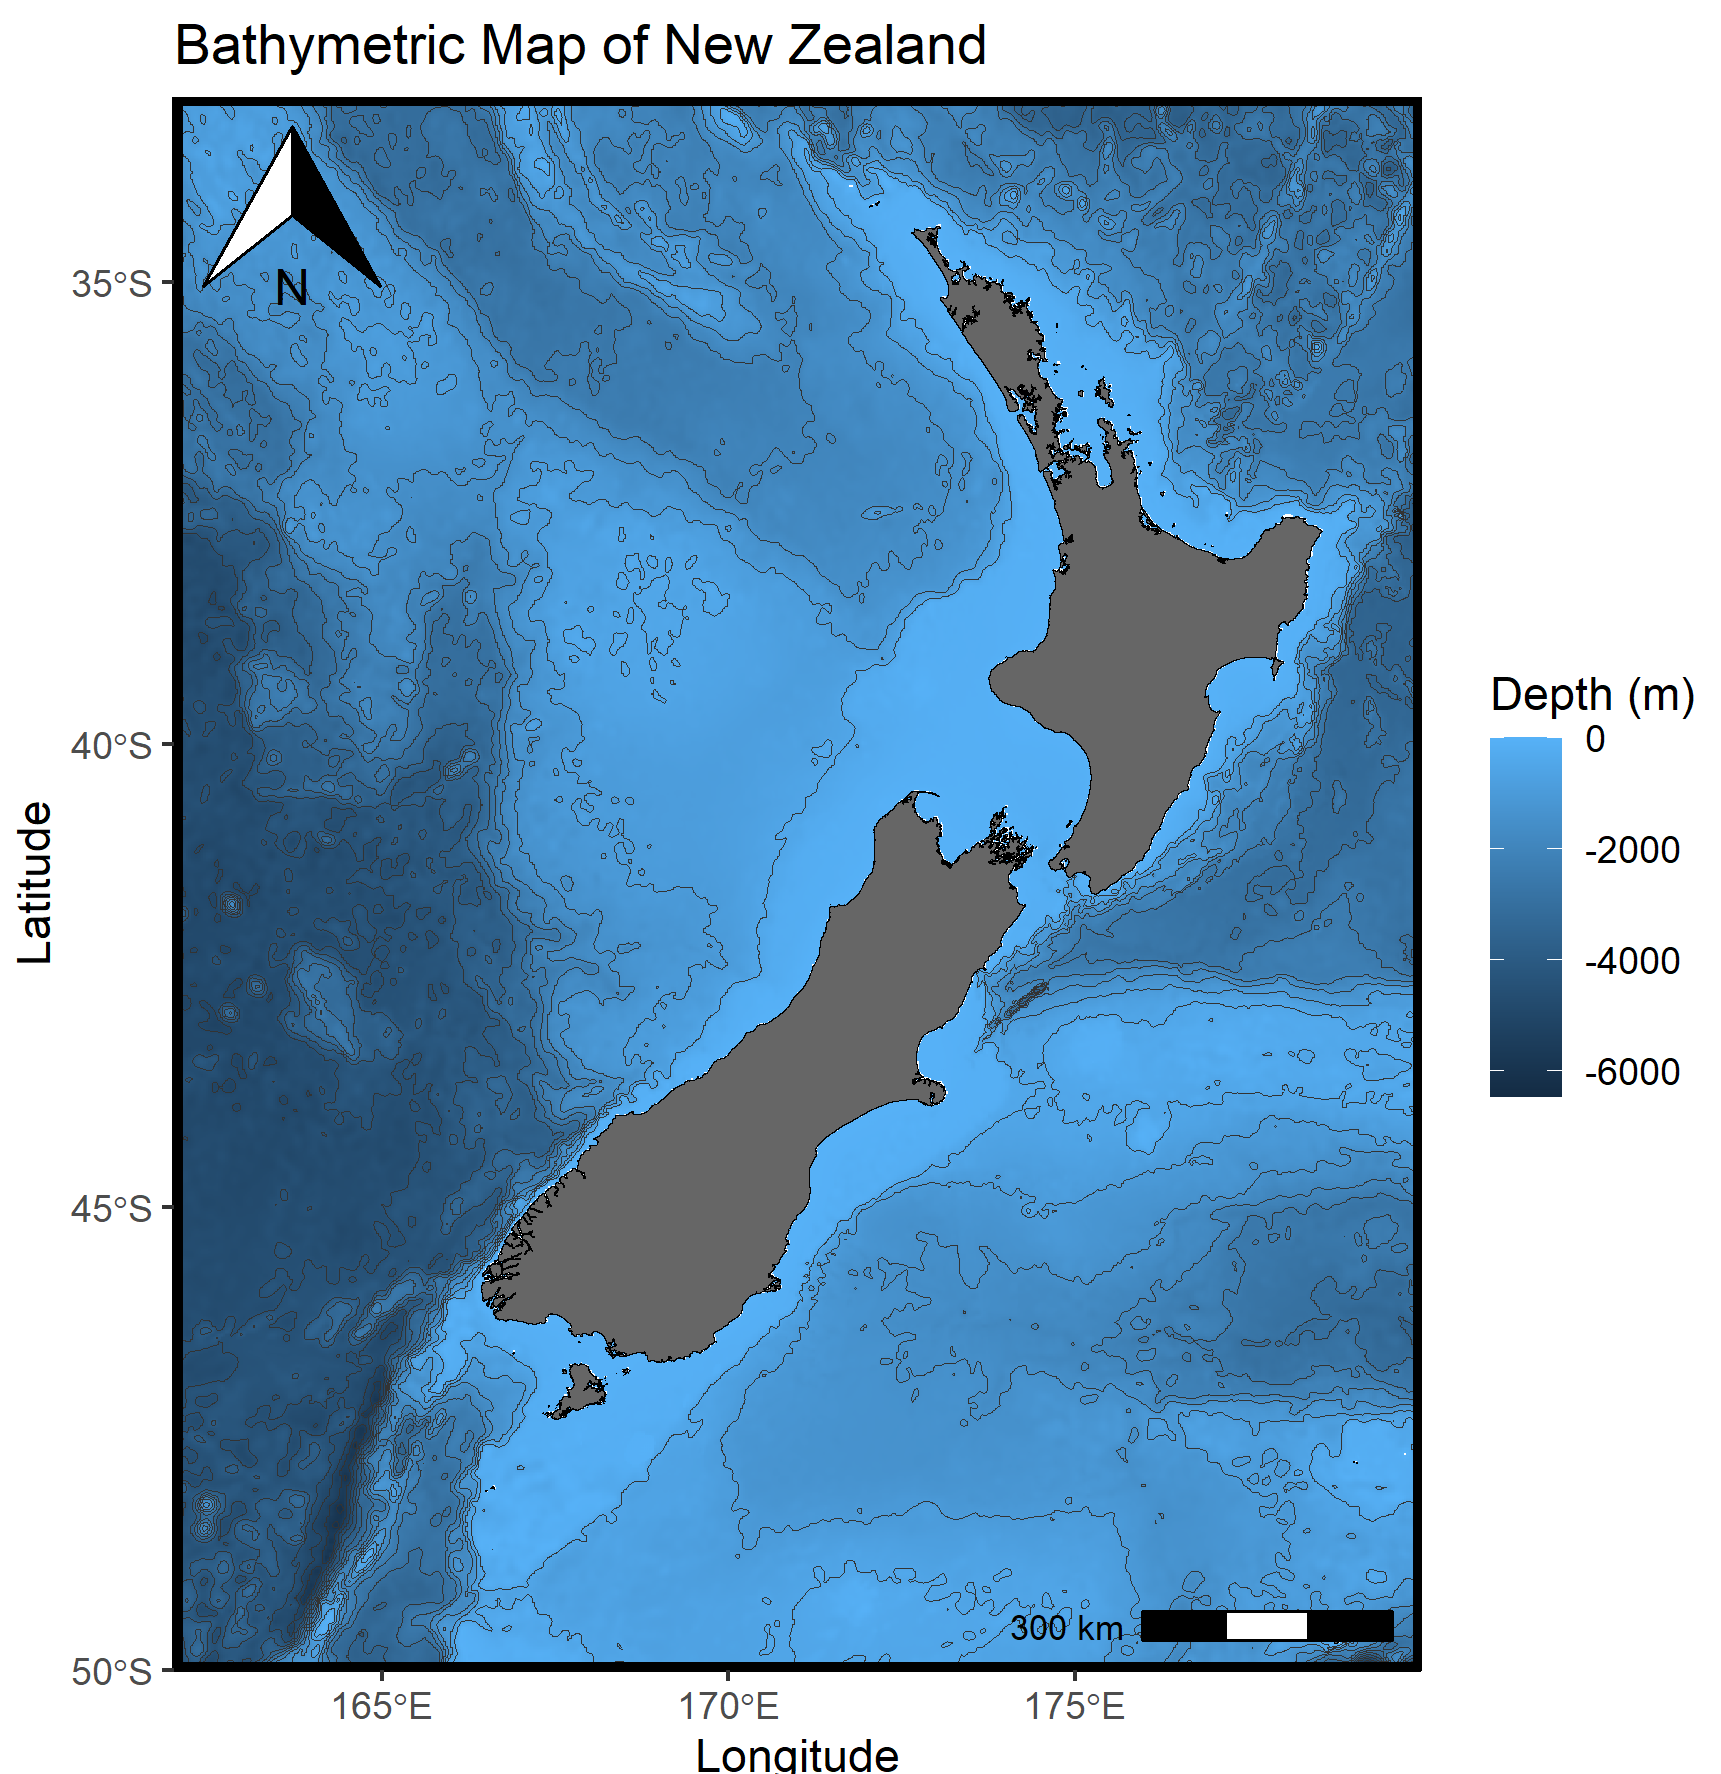 Bathymetric Map of New Zealand
N
35°S
40°S
45°S
50°S
Latitude
165°E
170°E
175°E
Longitude
300 km
Depth (m)
0
-2000
-4000
-6000